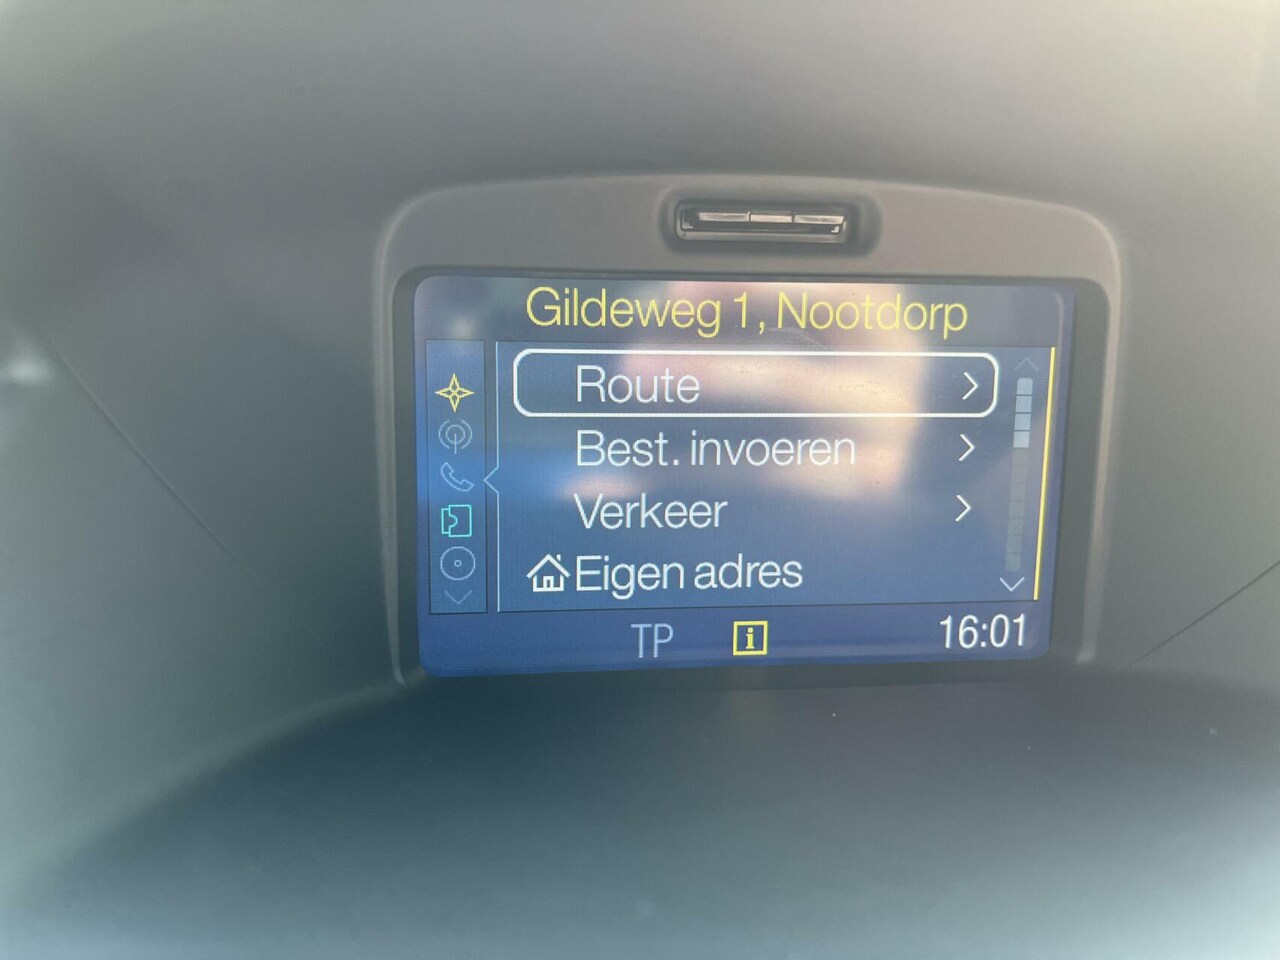 Gildeweg 1, Nootdorp
Route
Best. invoeren
Verkeer
Eigen adres
TP i 16:01